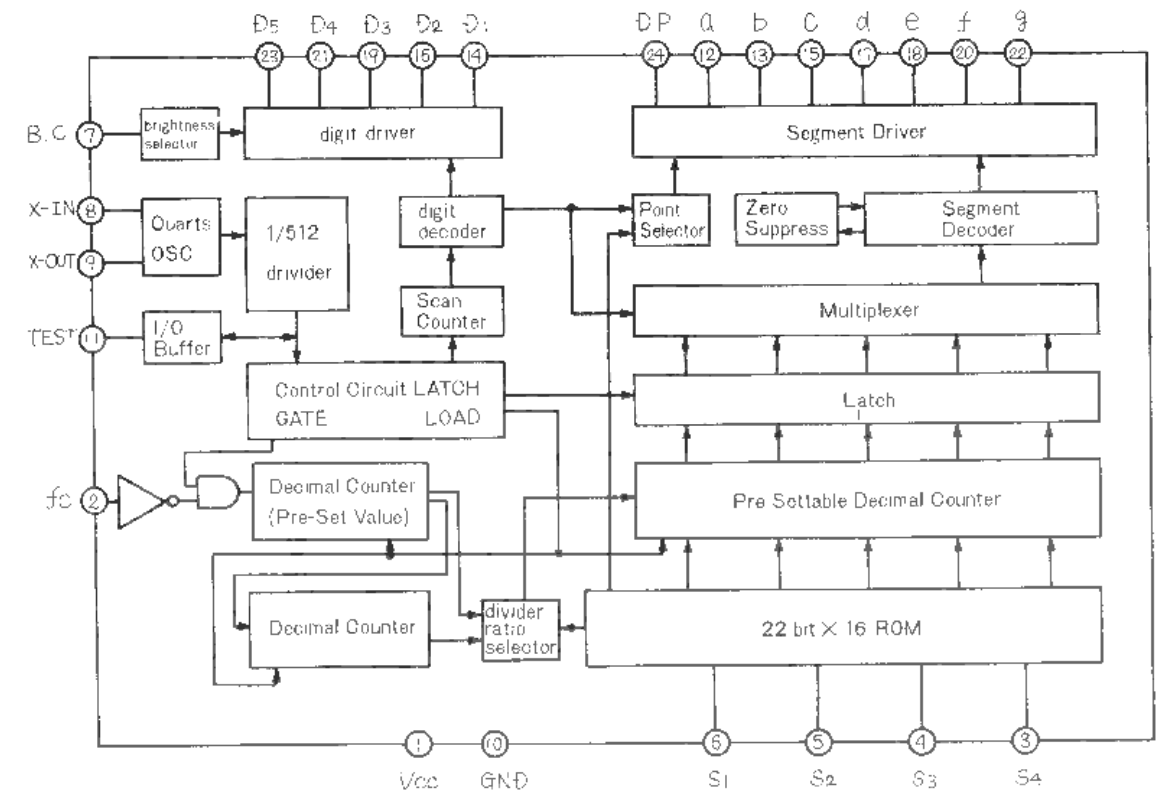 D5 D4 D3 D2 D1 DP a b c d e f g
23 21 19 16 14 24 12 13 15 17 18 20 22
B.C 7
brightness
selector
digit driver
Segment Driver
X-IN 8
X-OUT 9
Quarts
OSC
1/512
drivider
digit
decoder
Point
Selector
Zero
Suppress
Segment
Decoder
Scan
Counter
Multiplexer
TEST 11
I/O
Buffer
Control Circuit LATCH
GATE LOAD
Latch
fc 2
Decimal Counter
(Pre-Set Value)
Pre Settable Decimal Counter
Decimal Counter
divider
ratio
selector
22 bit X 16 ROM
1 10 6 5 4 3
Vcc GND S1 S2 S3 S4